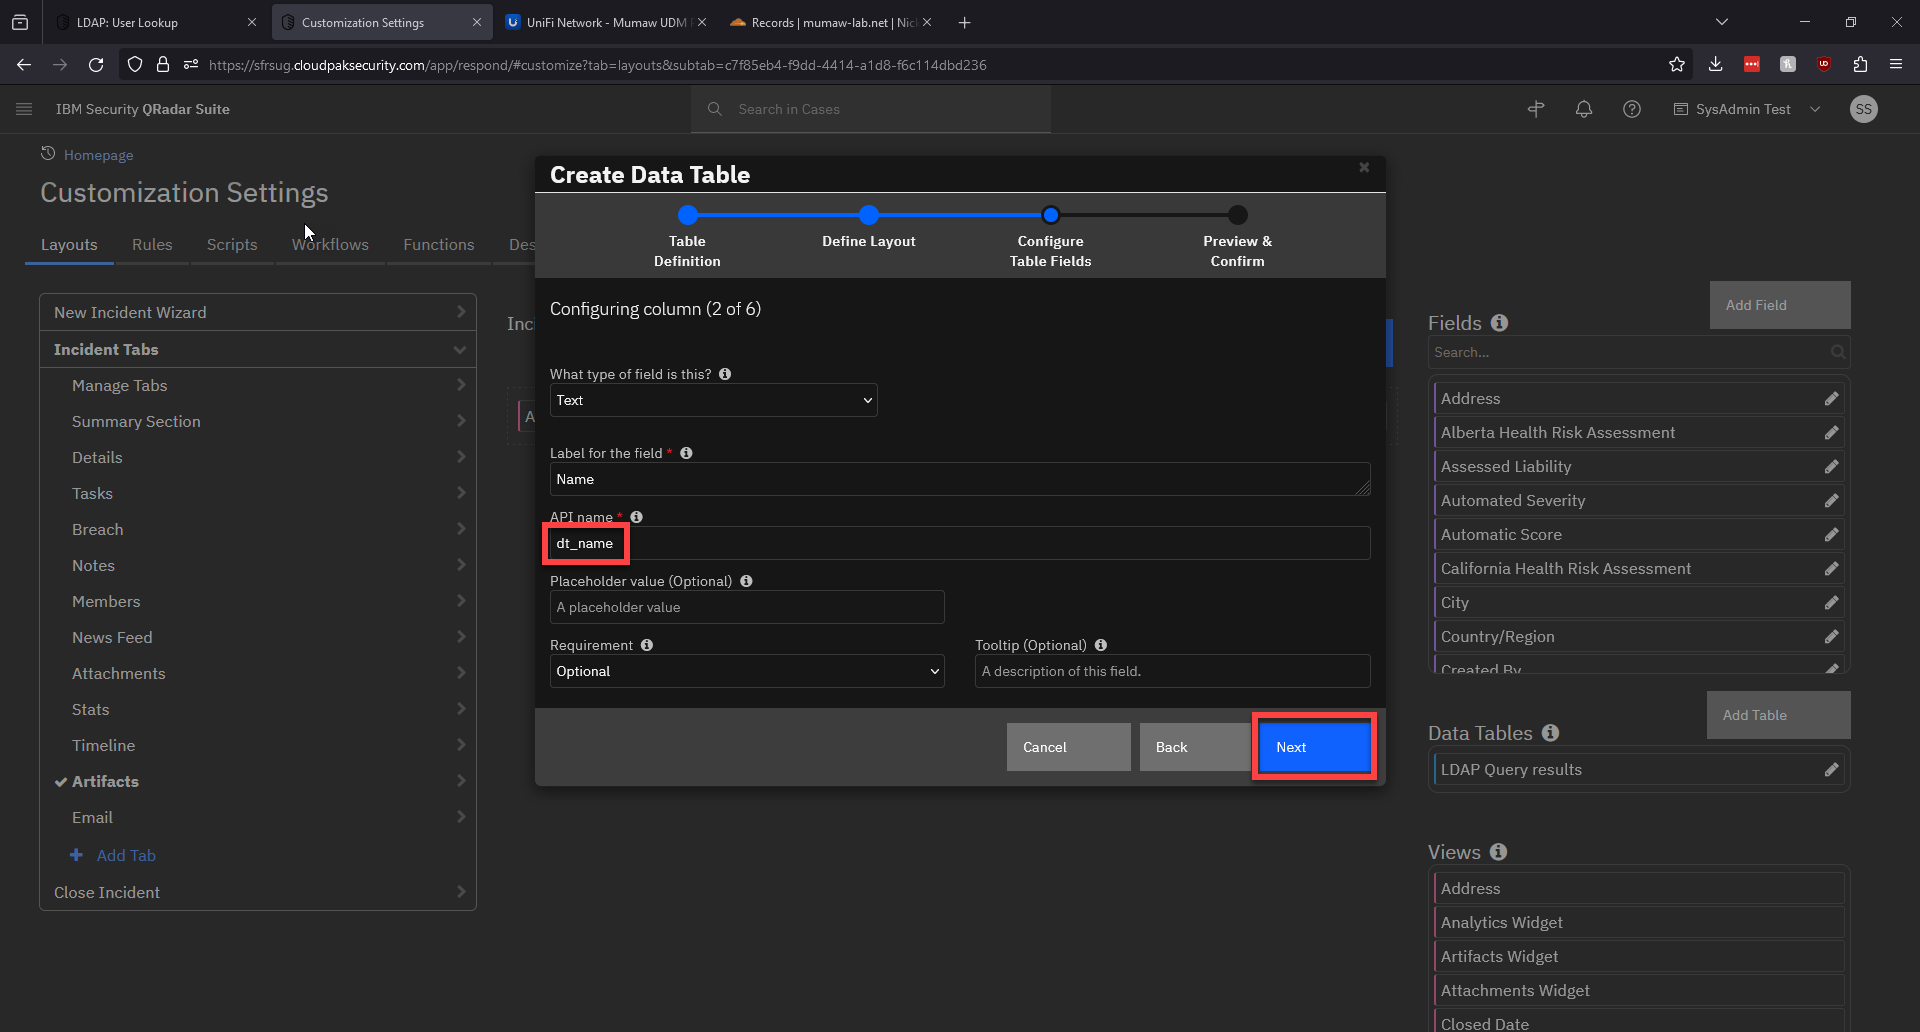 LDAP: User Lookup
Customization Settings
UniFi Network - Mumaw UDM
Records | mumaw-lab.net | Nic
https://sfrsug.cloudpaksecurity.com/app/respond/#customize?tab=layouts&subtab=c7f85eb4-f9dd-4414-a1d8-f6c114dbd236
IBM Security QRadar Suite
Search in Cases
SysAdmin Test
SS
Homepage
Customization Settings
Layouts
Rules
Scripts
Workflows
Functions
Des
New Incident Wizard
Incident Tabs
Manage Tabs
Summary Section
Details
Tasks
Breach
Notes
Members
News Feed
Attachments
Stats
Timeline
Artifacts
Email
Add Tab
Close Incident
Inci
A
Create Data Table
Table
Definition
Define Layout
Configure
Table Fields
Preview &
Confirm
Configuring column (2 of 6)
What type of field is this?
Text
Label for the field *
Name
API name *
dt_name
Placeholder value (Optional)
A placeholder value
Requirement
Optional
Tooltip (Optional)
A description of this field.
Cancel
Back
Next
Add Field
Fields
Search...
Address
Alberta Health Risk Assessment
Assessed Liability
Automated Severity
Automatic Score
California Health Risk Assessment
City
Country/Region
Created By
Add Table
Data Tables
LDAP Query results
Views
Address
Analytics Widget
Artifacts Widget
Attachments Widget
Closed Date